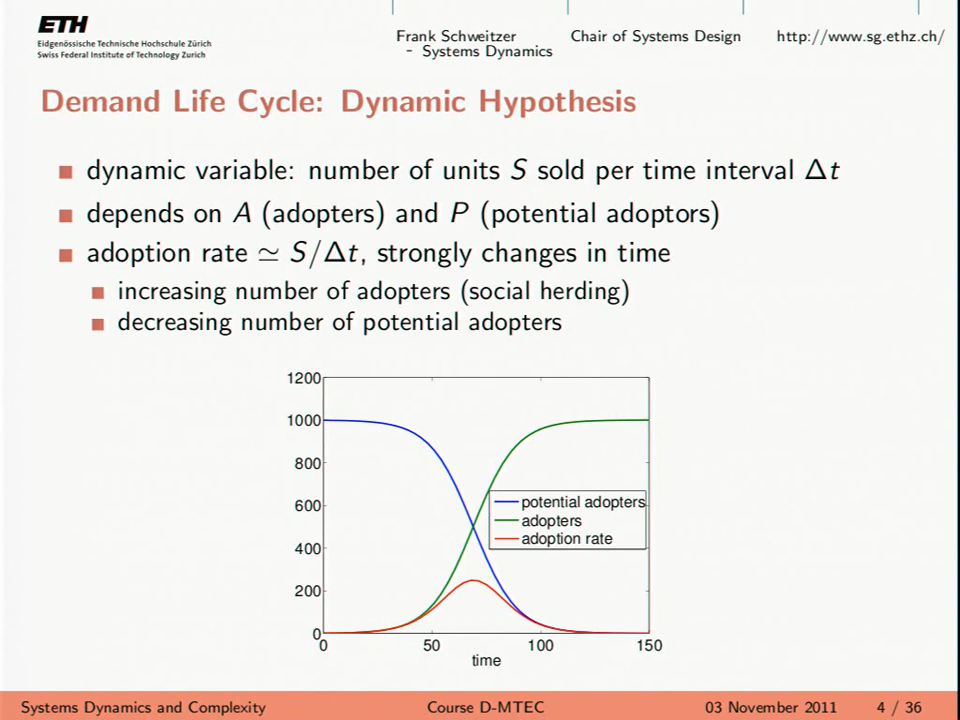 ETH
Eidgenössische Technische Hochschule Zürich
Swiss Federal Institute of Technology Zurich
Frank Schweitzer
- Systems Dynamics
Chair of Systems Design
http://www.sg.ethz.ch/
Demand Life Cycle: Dynamic Hypothesis
dynamic variable: number of units S sold per time interval Δt
depends on A (adopters) and P (potential adoptors)
adoption rate ≃ S/Δt, strongly changes in time
increasing number of adopters (social herding)
decreasing number of potential adopters
1200
1000
800
600
400
200
0
potential adopters
adopters
adoption rate
0 50 100 150
time
Systems Dynamics and Complexity Course D-MTEC 03 November 2011 4 / 36